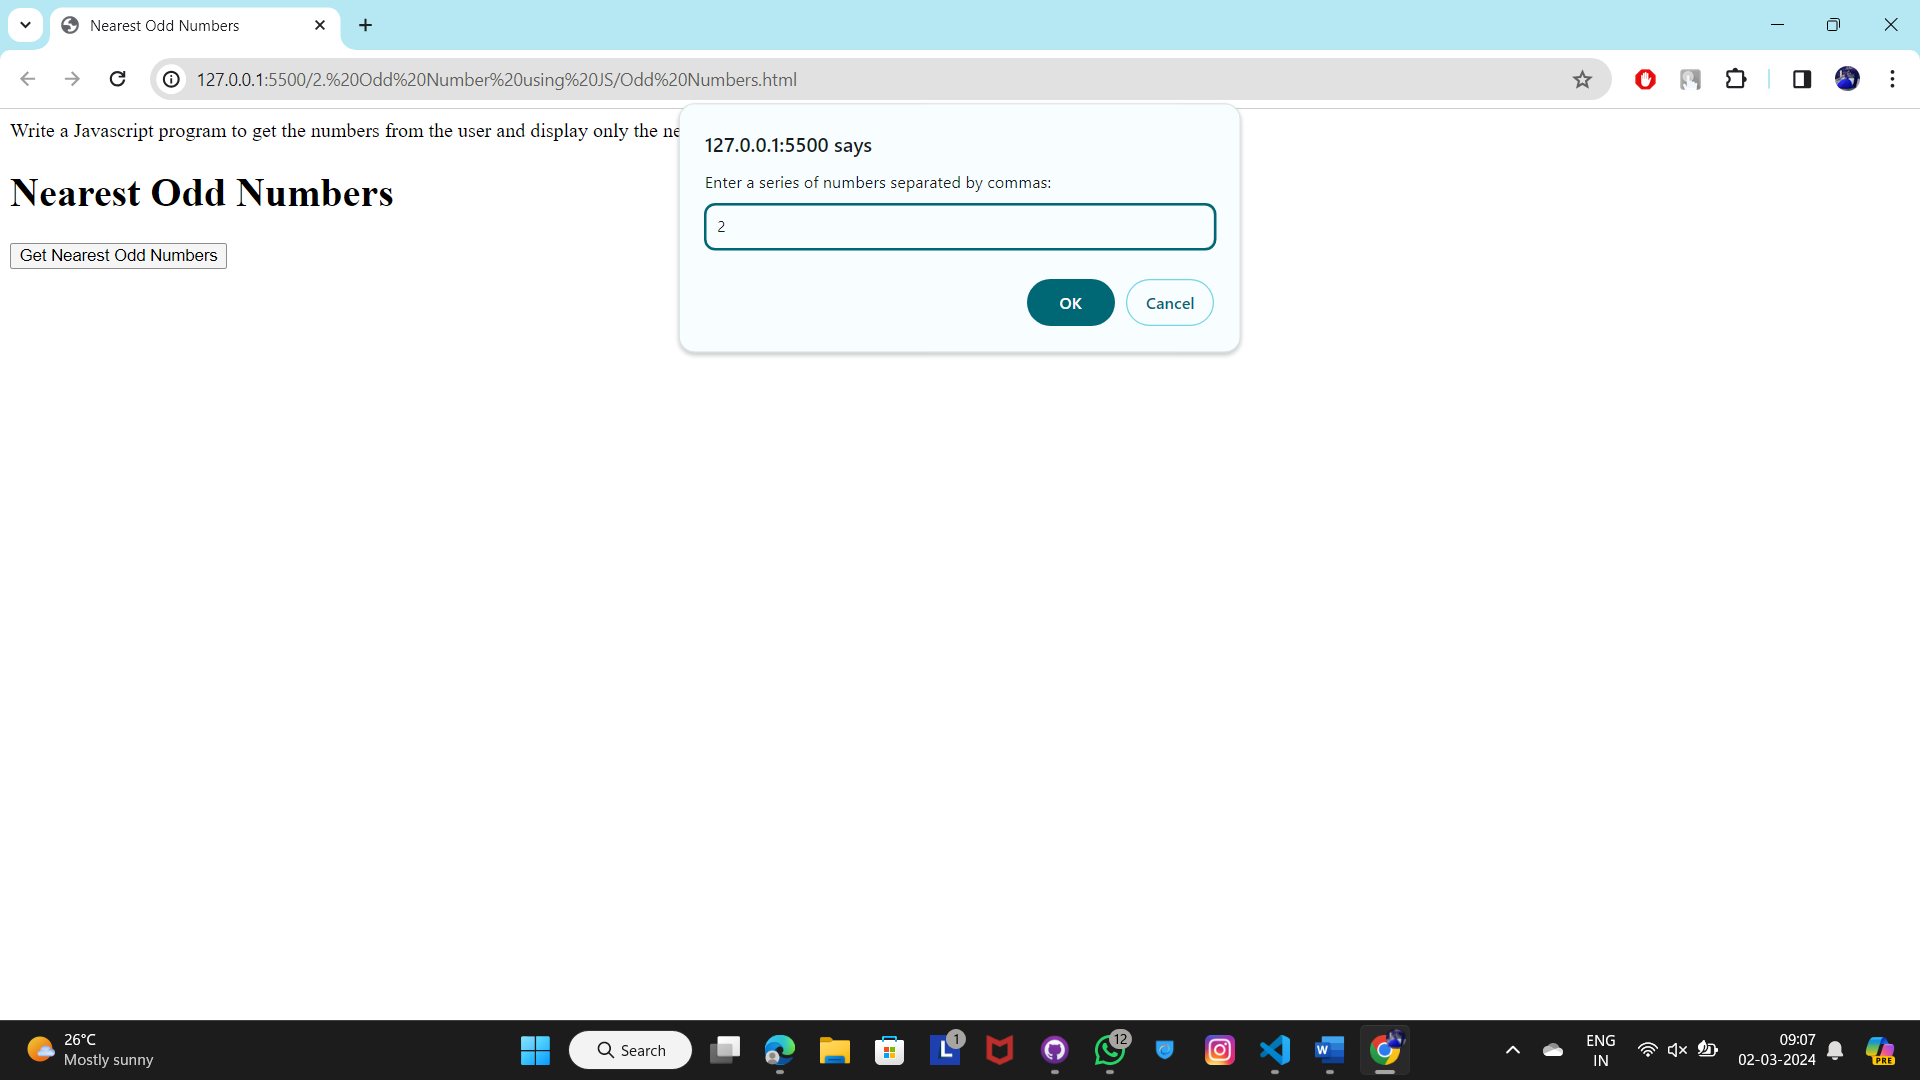 Nearest Odd Numbers
127.0.0.1:5500/2.%20Odd%20Number%20using%20JS/Odd%20Numbers.html
Write a Javascript program to get the numbers from the user and display only the ne
Nearest Odd Numbers
Get Nearest Odd Numbers
127.0.0.1:5500 says
Enter a series of numbers separated by commas:
2
OK Cancel
26°C
Mostly sunny
Search
L
1
12
W
ENG
IN
09:07
02-03-2024
PRE